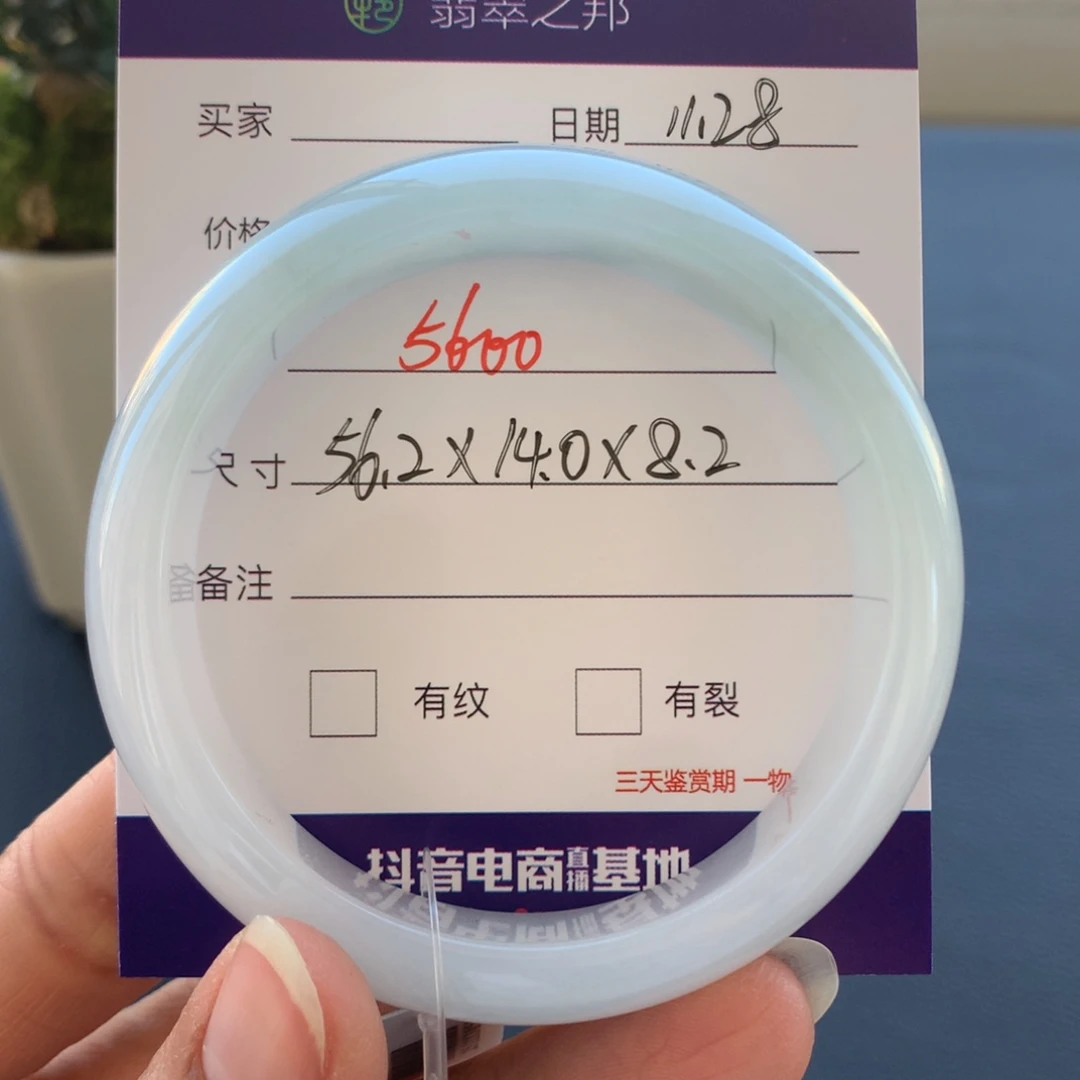 翡翠之邦
买家 日期 11.28
价格
5600
尺寸 56.2X14.0X8.2
备注
有纹 有裂
三天鉴赏期 一物
抖音电商直播基地